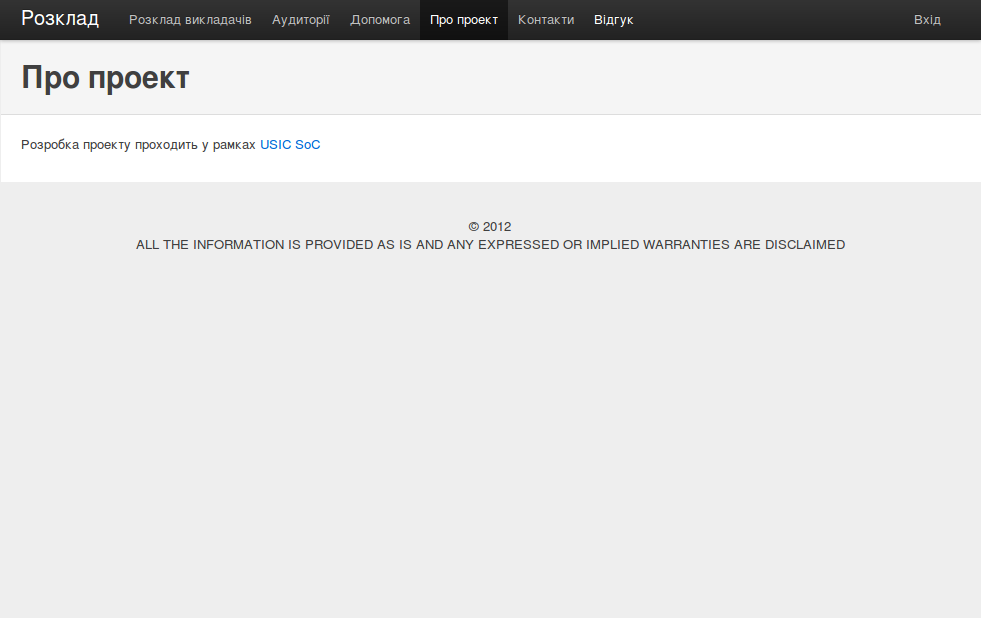 Розклад Розклад викладачів Аудиторії Допомога Про проект Контакти Відгук Вхід
Про проект
Розробка проекту проходить у рамках USIC SoC
© 2012
ALL THE INFORMATION IS PROVIDED AS IS AND ANY EXPRESSED OR IMPLIED WARRANTIES ARE DISCLAIMED